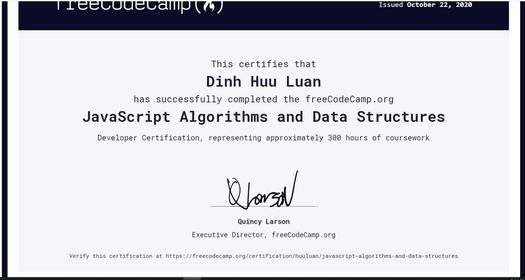 freeCodeCamp(🔥)
Issued October 22, 2020
This certifies that
Dinh Huu Luan
has successfully completed the freeCodeCamp.org
JavaScript Algorithms and Data Structures
Developer Certification, representing approximately 300 hours of coursework
Quincy Larson
Executive Director, freeCodeCamp.org
Verify this certification at https://freecodecamp.org/certification/huuluan/javascript-algorithms-and-data-structures